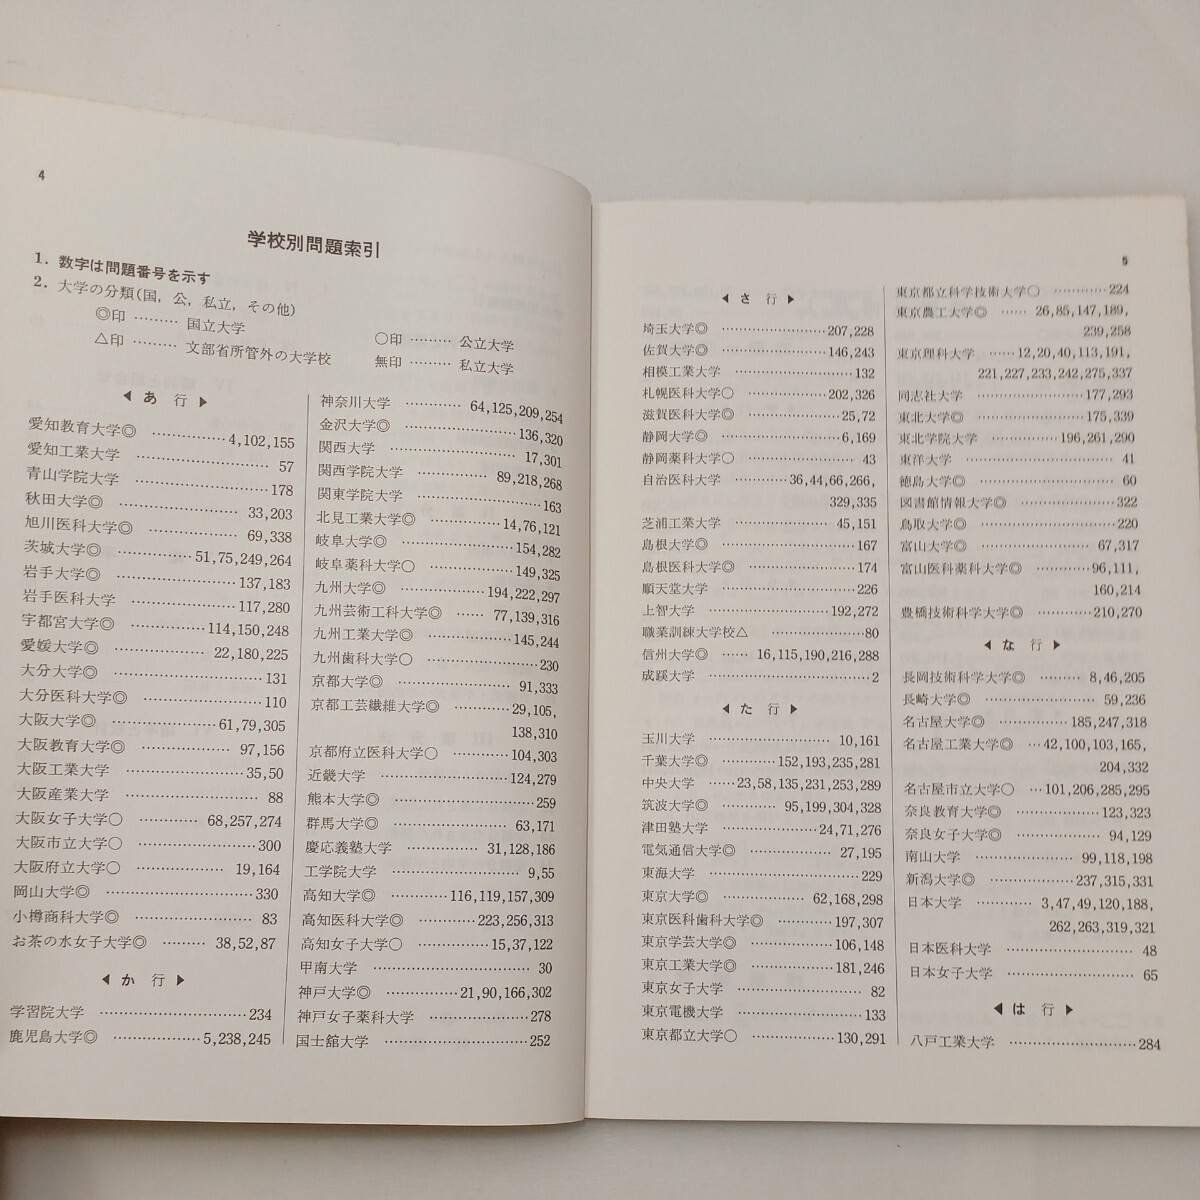 4
学校別問題索引
1. 数字は問題番号を示す
2. 大学の分類(国, 公, 私立, その他)
◎印 ……… 国立大学
〇印 ……… 公立大学
△印 ……… 文部省所管外の大学校
無印 ……… 私立大学
◀ あ 行 ▶
愛知教育大学◎ ……………4,102,155
愛知工業大学 …………………… 57
青山学院大学 ……………………178
秋田大学◎ …………………… 33,203
旭川医科大学◎ ……………… 69,338
茨城大学◎ ……………51,75,249,264
岩手大学◎ ……………………137,183
岩手医科大学 ………………117,280
宇都宮大学◎ ……………114,150,248
愛媛大学◎ ……………… 22,180,225
大分大学◎ ……………………… 131
大分医科大学◎ ………………… 110
大阪大学◎ ………………61,79,305
大阪教育大学◎ ……………… 97,156
大阪工業大学 …………………35,50
大阪産業大学 …………………… 88
大阪女子大学〇 ………… 68,257,274
大阪市立大学〇 …………………300
大阪府立大学〇 …………… 19,164
岡山大学◎ ……………………… 330
小樽商科大学◎ ………………… 83
お茶の水女子大学◎ ……… 38,52,87
◀ か 行 ▶
学習院大学 ……………………234
鹿児島大学◎ ………………5,238,245
神奈川大学 ………… 64,125,209,254
金沢大学◎ …………………136,320
関西大学 ……………………… 17,301
関西学院大学 …………… 89,218,268
関東学院大学 ……………………163
北見工業大学◎ ……………14,76,121
岐阜大学◎ ……………………154,282
岐阜薬科大学〇 ………………149,325
九州大学◎ ………………194,222,297
九州芸術工科大学◎ …… 77,139,316
九州工業大学◎ ………………145,244
九州歯科大学〇 …………………230
京都大学◎ ……………………91,333
京都工芸繊維大学◎ …………29,105,
138,310
京都府立医科大学〇 …………104,303
近畿大学 ………………………124,279
熊本大学◎ ………………………259
群馬大学◎ …………………… 63,171
慶応義塾大学 …………… 31,128,186
工学院大学 ……………………… 9,55
高知大学◎ …………116,119,157,309
高知医科大学◎ …………223,256,313
高知女子大学〇 ……………15,37,122
甲南大学 ………………………… 30
神戸大学◎ ……………21,90,166,302
神戸女子薬科大学 ………………278
国士舘大学 ………………………252
5
◀ さ 行 ▶
埼玉大学◎ ……………………207,228
佐賀大学◎ ……………………146,243
相模工業大学 …………………… 132
札幌医科大学〇 ………………202,326
滋賀医科大学◎ …………………25,72
静岡大学◎ ……………………… 6,169
静岡薬科大学〇 ………………… 43
自治医科大学 …………36,44,66,266,
329,335
芝浦工業大学 ………………… 45,151
島根大学◎ ……………………… 167
島根医科大学◎ ………………… 174
順天堂大学 ………………………226
上智大学 ……………………192,272
職業訓練大学校△ …………………80
信州大学◎ …… 16,115,190,216,288
成蹊大学 ……………………………2
◀ た 行 ▶
玉川大学 …………………… 10,161
千葉大学◎ …………152,193,235,281
中央大学 ……23,58,135,231,253,289
筑波大学◎ …………95,199,304,328
津田塾大学 ………………24,71,276
電気通信大学◎ ……………… 27,195
東海大学 …………………………229
東京大学◎ ……………… 62,168,298
東京医科歯科大学◎ …………197,307
東京学芸大学◎ ………………106,148
東京工業大学◎ ………………181,246
東京女子大学 …………………… 82
東京電機大学 ……………………133
東京都立大学〇 ………………130,291
東京都立科学技術大学〇 …………224
東京農工大学◎ …… 26,85,147,189,
239,258
東京理科大学 ……12,20,40,113,191,
221,227,233,242,275,337
同志社大学 …………………177,293
東北大学◎ ……………………175,339
東北学院大学 ……………196,261,290
東洋大学 ………………………… 41
徳島大学◎ ……………………… 60
図書館情報大学◎ ………………322
鳥取大学◎ ………………………220
富山大学◎ …………………… 67,317
富山医科薬科大学◎ …………96,111,
160,214
豊橋技術科学大学◎ …………210,270
◀ な 行 ▶
長岡技術科学大学◎ ……… 8,46,205
長崎大学◎ …………………… 59,236
名古屋大学◎ ……………185,247,318
名古屋工業大学◎ …42,100,103,165,
204,332
名古屋市立大学〇 …101,206,285,295
奈良教育大学◎ ………………123,323
奈良女子大学◎ ……………… 94,129
南山大学 ………………… 99,118,198
新潟大学◎ ………………237,315,331
日本大学 ………… 3,47,49,120,188,
262,263,319,321
日本医科大学 …………………… 48
日本女子大学 …………………… 65
◀ は 行 ▶
八戸工業大学 ……………………284